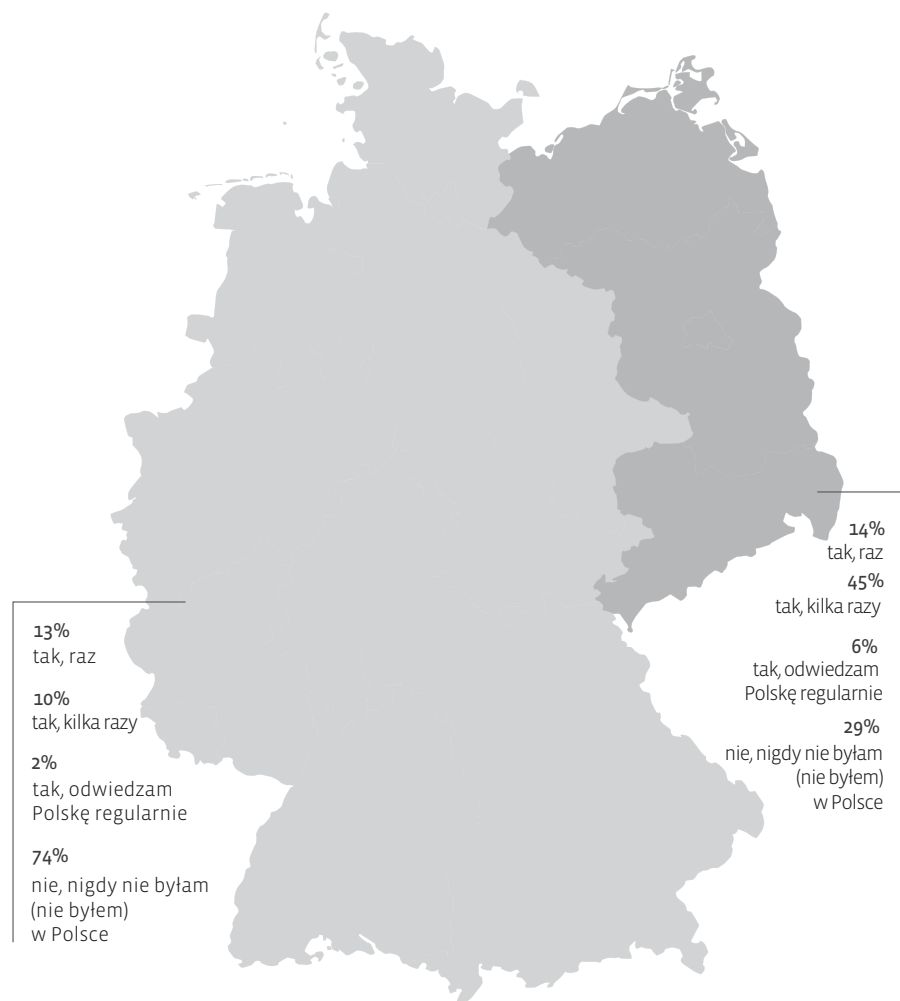 14%
tak, raz
45%
tak, kilka razy
6%
tak, odwiedzam
Polskę regularnie
29%
nie, nigdy nie byłam
(nie byłem)
w Polsce
13%
tak, raz
10%
tak, kilka razy
2%
tak, odwiedzam
Polskę regularnie
74%
nie, nigdy nie byłam
(nie byłem)
w Polsce